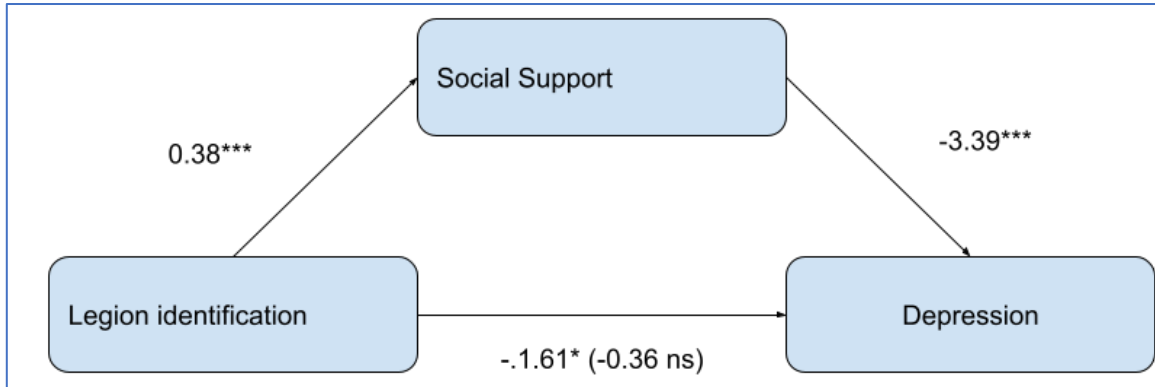 Social Support
0.38***
-3.39***
Legion identification
Depression
-.1.61* (-0.36 ns)